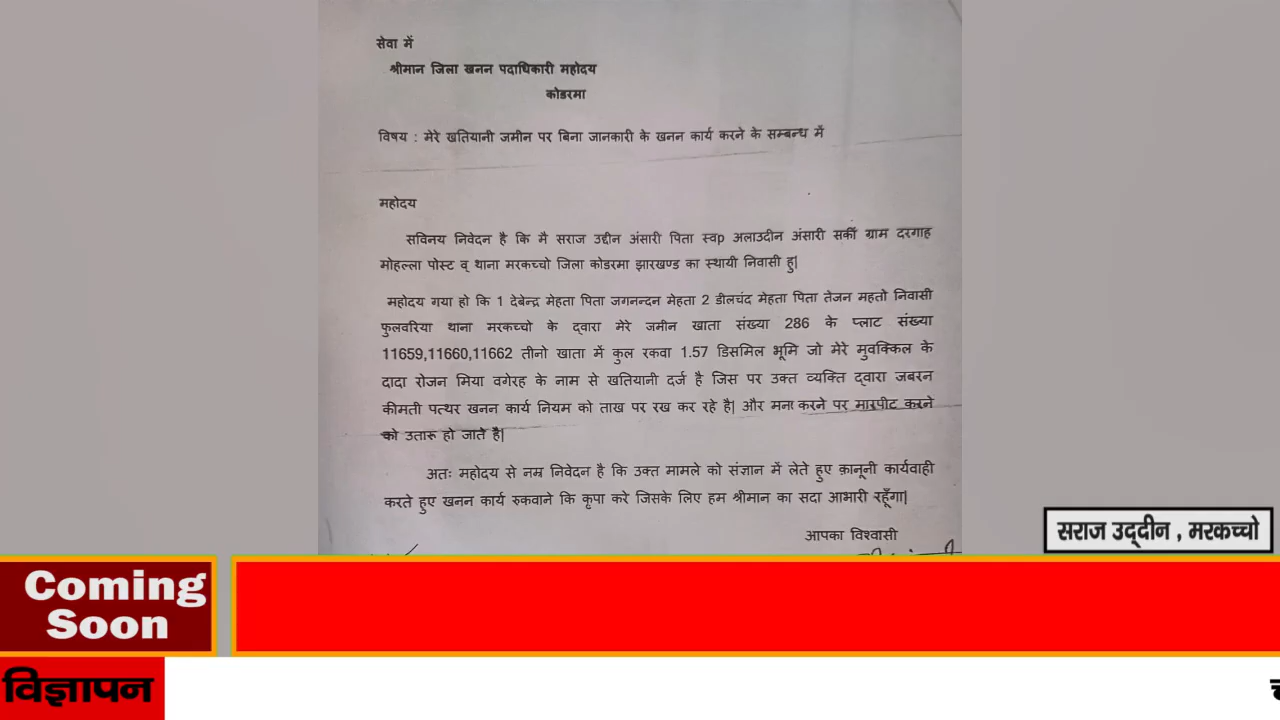 सेवा में
श्रीमान जिला खनन पदाधिकारी महोदय
कोडरमा
विषय : मेरे खतियानी जमीन पर बिना जानकारी के खनन कार्य करने के सम्बन्ध में
महोदय
सविनय निवेदन है कि मै सराज उद्दीन अंसारी पिता स्वp अलाउदीन अंसारी सर्की ग्राम दरगाह
मोहल्ला पोस्ट व् थाना मरकच्चो जिला कोडरमा झारखण्ड का स्थायी निवासी हु|
महोदय गया हो कि 1 देबेन्द्र मेहता पिता जगनन्दन मेहता 2 डीलचंद मेहता पिता तेजन महतो निवासी
फुलवरिया थाना मरकच्चो के द्वारा मेरे जमीन खाता संख्या 286 के प्लाट संख्या
11659,11660,11662 तीनो खाता में कुल रकवा 1.57 डिसमिल भूमि जो मेरे मुवक्किल के
दादा रोजन मिया वगेरह के नाम से खतियानी दर्ज है जिस पर उक्त व्यक्ति द्वारा जबरन
कीमती पत्थर खनन कार्य नियम को ताख पर रख कर रहे है| और मना करने पर मारपीट करने
को उतारू हो जाते है|
अतः महोदय से नम्र निवेदन है कि उक्त मामले को संज्ञान में लेते हुए क़ानूनी कार्यवाही
करते हुए खनन कार्य रुकवाने कि कृपा करे जिसके लिए हम श्रीमान का सदा आभारी रहूँगा|
आपका विश्वासी
सराज उद्दीन , मरकच्चो
Coming
Soon
विज्ञापन